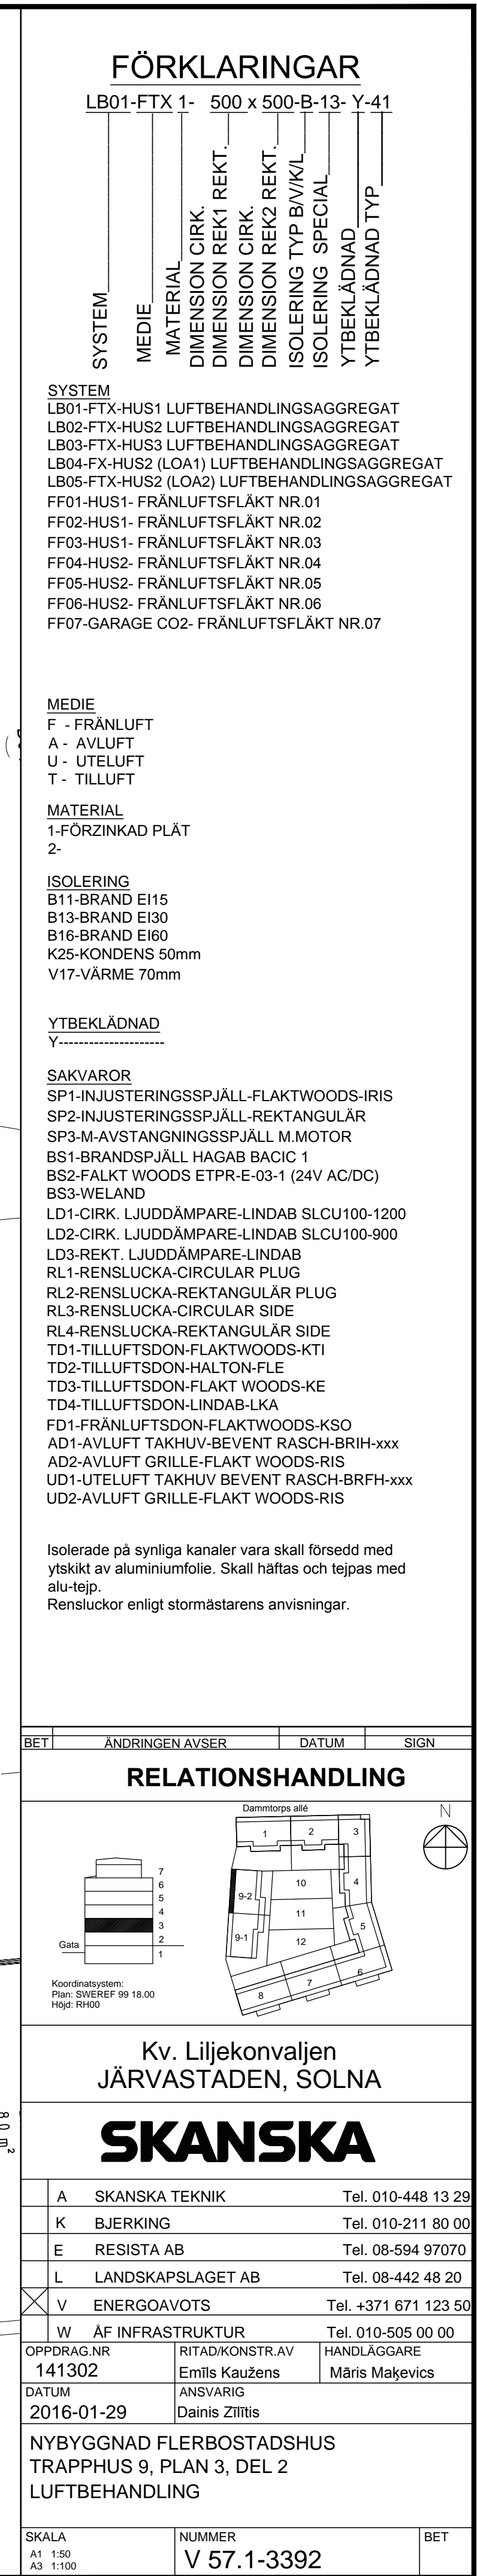 FÖRKLARINGAR
LB01-FTX 1- 500 x 500-B-13- Y-41
SYSTEM
MEDIE
MATERIAL
DIMENSION CIRK.
DIMENSION REK1 REKT.
DIMENSION CIRK.
DIMENSION REK2 REKT.
ISOLERING TYP B/V/K/L
ISOLERING SPECIAL
YTBEKLÄDNAD
YTBEKLÄDNAD TYP
SYSTEM
LB01-FTX-HUS1 LUFTBEHANDLINGSAGGREGAT
LB02-FTX-HUS2 LUFTBEHANDLINGSAGGREGAT
LB03-FTX-HUS3 LUFTBEHANDLINGSAGGREGAT
LB04-FX-HUS2 (LOA1) LUFTBEHANDLINGSAGGREGAT
LB05-FTX-HUS2 (LOA2) LUFTBEHANDLINGSAGGREGAT
FF01-HUS1- FRÄNLUFTSFLÄKT NR.01
FF02-HUS1- FRÄNLUFTSFLÄKT NR.02
FF03-HUS1- FRÄNLUFTSFLÄKT NR.03
FF04-HUS2- FRÄNLUFTSFLÄKT NR.04
FF05-HUS2- FRÄNLUFTSFLÄKT NR.05
FF06-HUS2- FRÄNLUFTSFLÄKT NR.06
FF07-GARAGE CO2- FRÄNLUFTSFLÄKT NR.07
MEDIE
F - FRÄNLUFT
A - AVLUFT
U - UTELUFT
T - TILLUFT
MATERIAL
1-FÖRZINKAD PLÄT
2-
ISOLERING
B11-BRAND EI15
B13-BRAND EI30
B16-BRAND EI60
K25-KONDENS 50mm
V17-VÄRME 70mm
YTBEKLÄDNAD
Y---------------------
SAKVAROR
SP1-INJUSTERINGSSPJÄLL-FLAKTWOODS-IRIS
SP2-INJUSTERINGSSPJÄLL-REKTANGULÄR
SP3-M-AVSTANGNINGSSPJÄLL M.MOTOR
BS1-BRANDSPJÄLL HAGAB BACIC 1
BS2-FALKT WOODS ETPR-E-03-1 (24V AC/DC)
BS3-WELAND
LD1-CIRK. LJUDDÄMPARE-LINDAB SLCU100-1200
LD2-CIRK. LJUDDÄMPARE-LINDAB SLCU100-900
LD3-REKT. LJUDDÄMPARE-LINDAB
RL1-RENSLUCKA-CIRCULAR PLUG
RL2-RENSLUCKA-REKTANGULÄR PLUG
RL3-RENSLUCKA-CIRCULAR SIDE
RL4-RENSLUCKA-REKTANGULÄR SIDE
TD1-TILLUFTSDON-FLAKTWOODS-KTI
TD2-TILLUFTSDON-HALTON-FLE
TD3-TILLUFTSDON-FLAKT WOODS-KE
TD4-TILLUFTSDON-LINDAB-LKA
FD1-FRÄNLUFTSDON-FLAKTWOODS-KSO
AD1-AVLUFT TAKHUV-BEVENT RASCH-BRIH-xxx
AD2-AVLUFT GRILLE-FLAKT WOODS-RIS
UD1-UTELUFT TAKHUV BEVENT RASCH-BRFH-xxx
UD2-AVLUFT GRILLE-FLAKT WOODS-RIS
Isolerade på synliga kanaler vara skall försedd med
ytskikt av aluminiumfolie. Skall häftas och tejpas med
alu-tejp.
Rensluckor enligt stormästarens anvisningar.
BET ÄNDRINGEN AVSER DATUM SIGN
RELATIONSHANDLING
Dammtorps allé
N
1 2 3
4
5
6
7
8
9-1
9-2
10
11
12
7
6
5
4
3
2
1
Gata
Koordinatsystem:
Plan: SWEREF 99 18.00
Höjd: RH00
Kv. Liljekonvaljen
JÄRVASTADEN, SOLNA
SKANSKA
80 m²
A SKANSKA TEKNIK Tel. 010-448 13 29
K BJERKING Tel. 010-211 80 00
E RESISTA AB Tel. 08-594 97070
L LANDSKAPSLAGET AB Tel. 08-442 48 20
V ENERGOAVOTS Tel. +371 671 123 50
W ÅF INFRASTRUKTUR Tel. 010-505 00 00
OPPDRAG.NR RITAD/KONSTR.AV HANDLÄGGARE
141302 Emīls Kaužens Māris Maķevics
DATUM ANSVARIG
2016-01-29 Dainis Zīlītis
NYBYGGNAD FLERBOSTADSHUS
TRAPPHUS 9, PLAN 3, DEL 2
LUFTBEHANDLING
SKALA NUMMER BET
A1 1:50
A3 1:100
V 57.1-3392